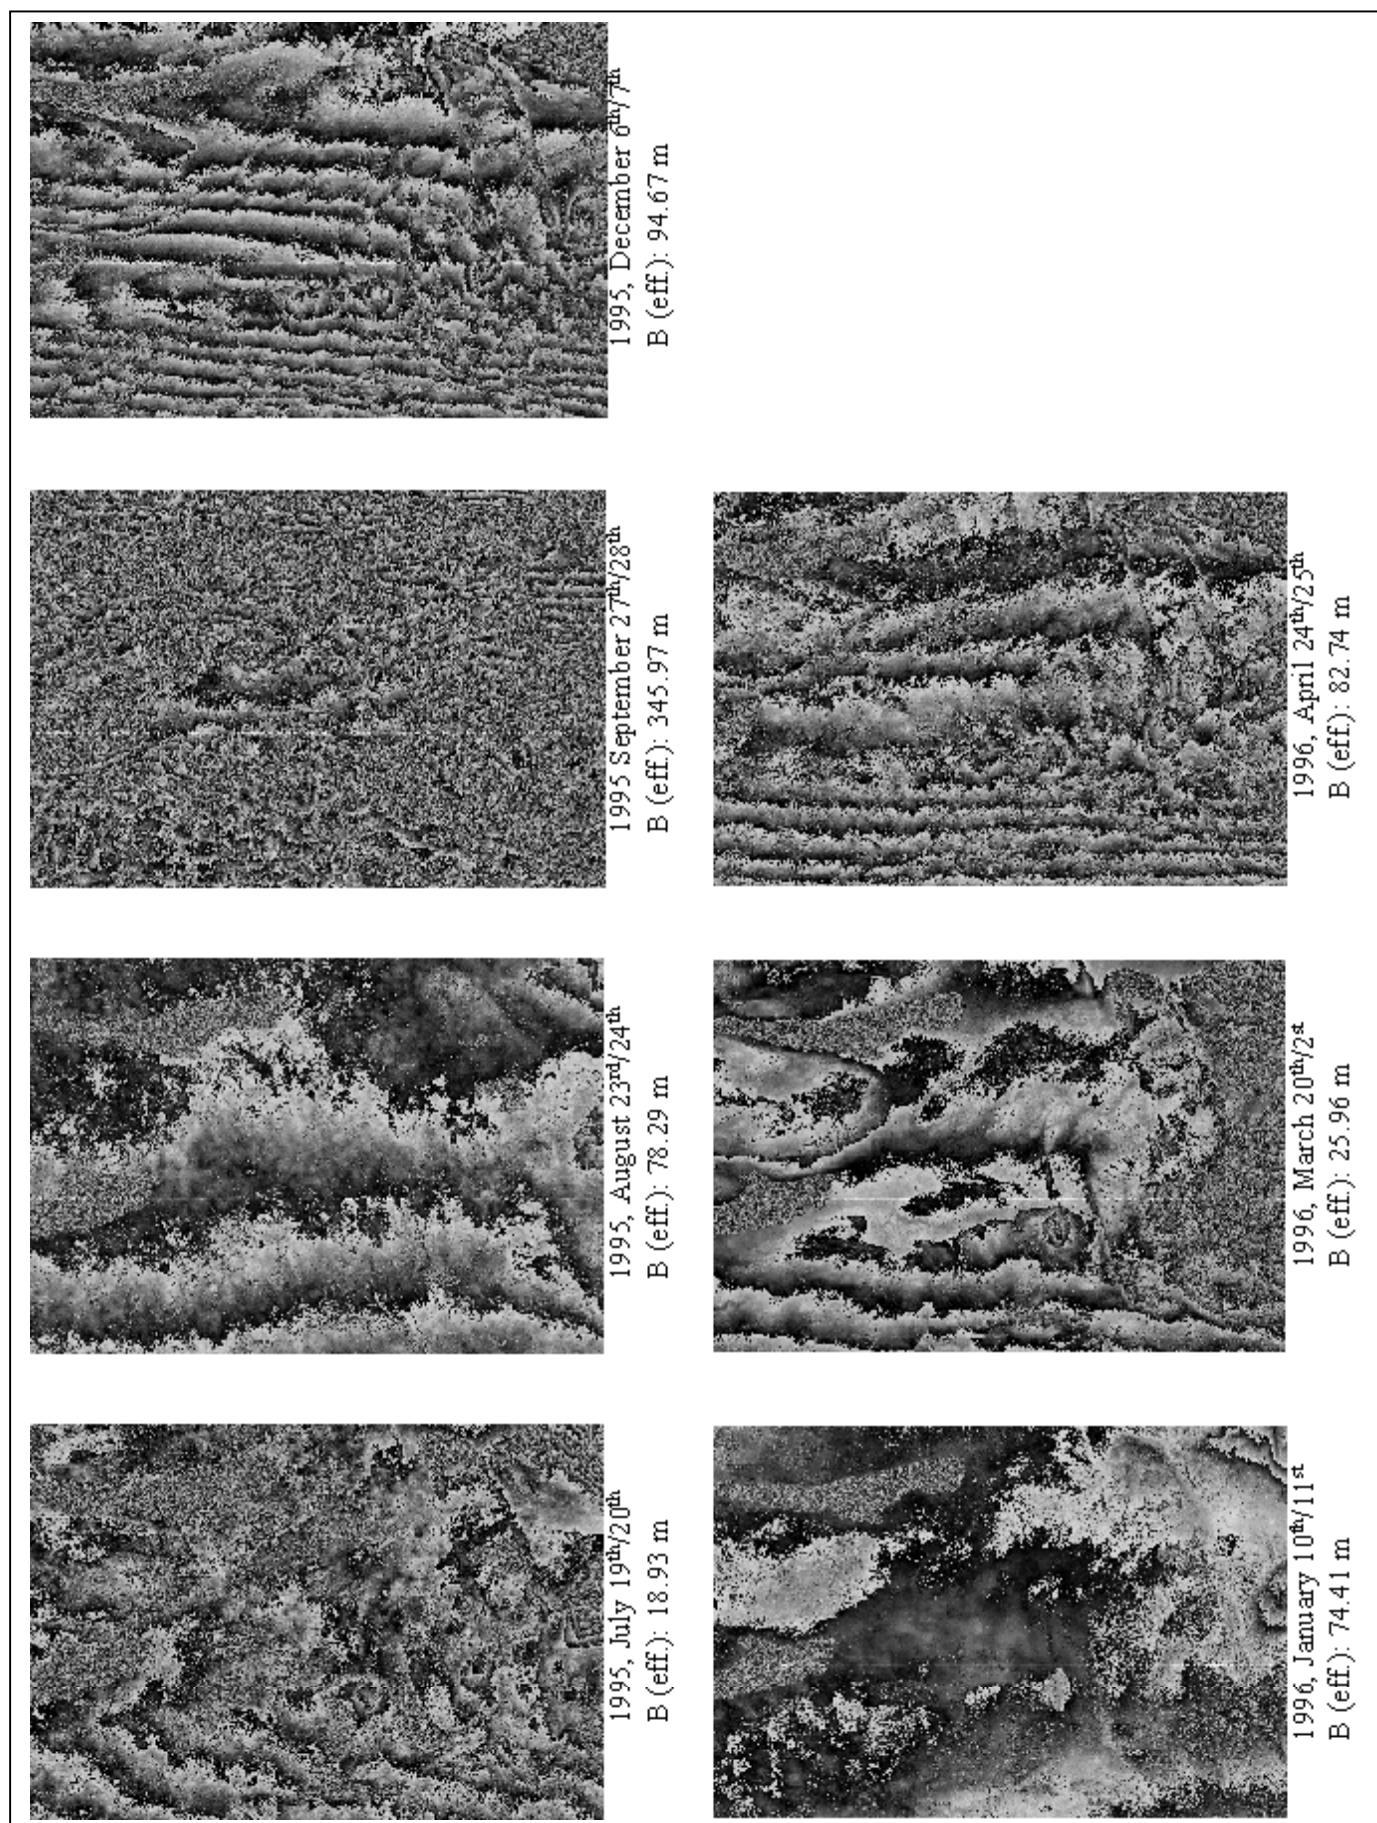 1995, July 19th/20th
B (eff.): 18.93 m
1995, August 23rd/24th
B (eff.): 78.29 m
1995 September 27th/28th
B (eff.): 345.97 m
1995, December 6th/7th
B (eff.): 94.67 m
1996, January 10th/11st
B (eff.): 74.41 m
1996, March 20th/2st
B (eff.): 25.96 m
1996, April 24th/25th
B (eff.): 82.74 m